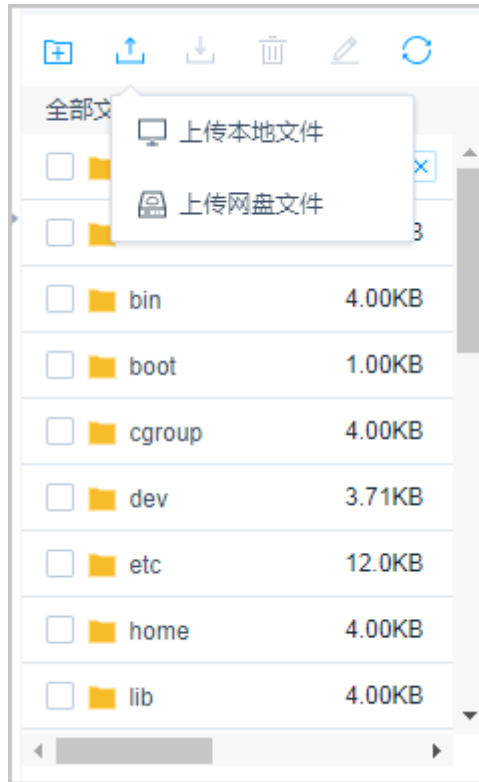 全部文
上传本地文件
上传网盘文件
B
bin 4.00KB
boot 1.00KB
cgroup 4.00KB
dev 3.71KB
etc 12.0KB
home 4.00KB
lib 4.00KB